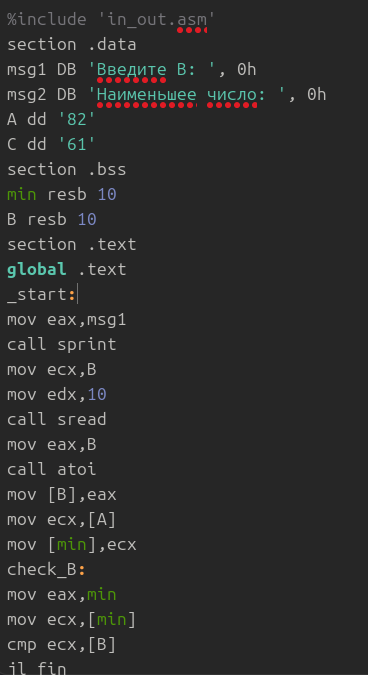 %include 'in_out.asm'
section .data
msg1 DB 'Введите B: ', 0h
msg2 DB 'Наименьшее число: ', 0h
A dd '82'
C dd '61'
section .bss
min resb 10
B resb 10
section .text
global .text
_start:
mov eax,msg1
call sprint
mov ecx,B
mov edx,10
call sread
mov eax,B
call atoi
mov [B],eax
mov ecx,[A]
mov [min],ecx
check_B:
mov eax,min
mov ecx,[min]
cmp ecx,[B]
jl fin